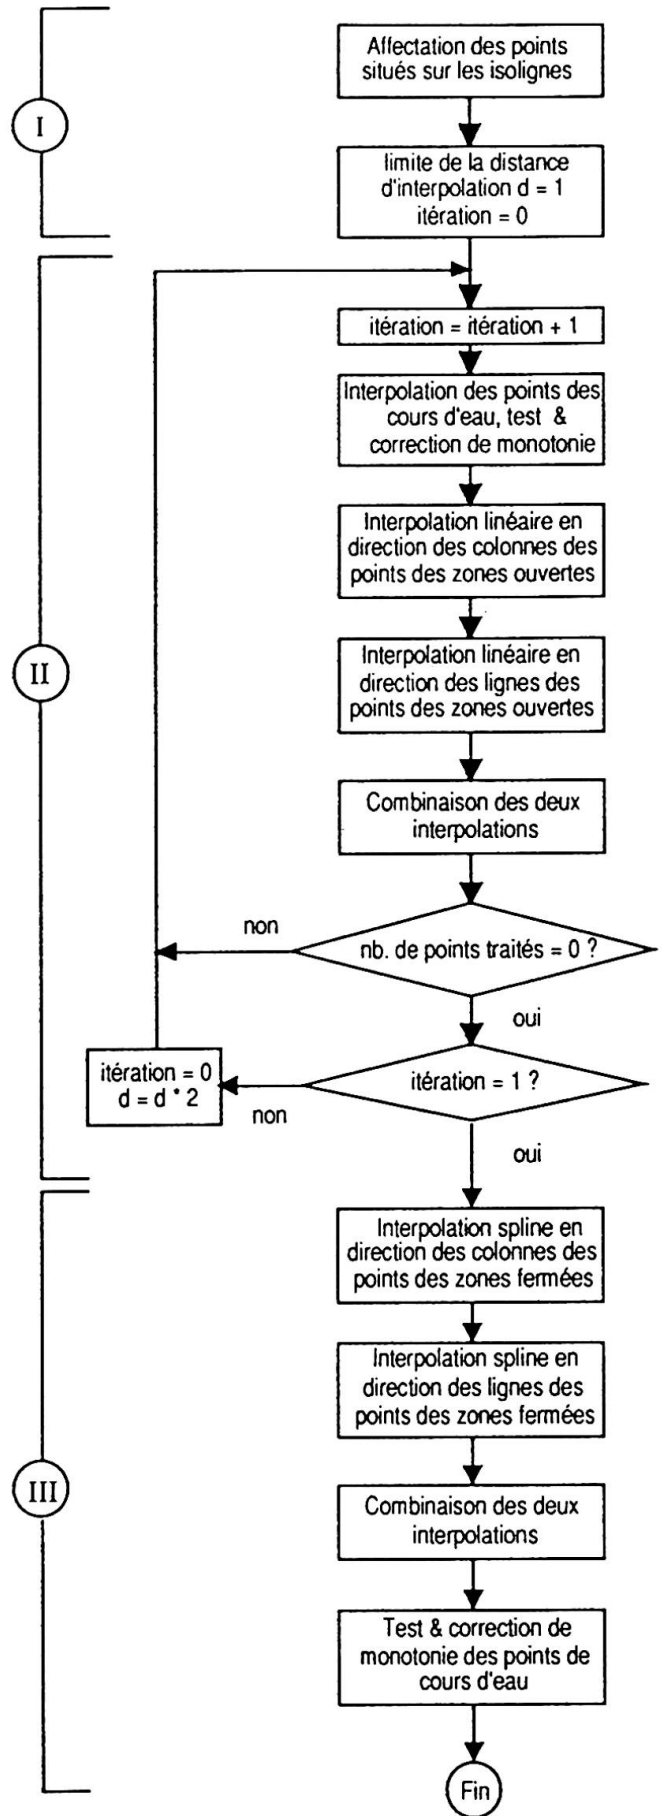 Affectation des points
situés sur les isolignes
I
limite de la distance
d'interpolation d = 1
itération = 0
itération = itération + 1
Interpolation des points des
cours d'eau, test &
correction de monotonie
Interpolation linéaire en
direction des colonnes des
points des zones ouvertes
II
Interpolation linéaire en
direction des lignes des
points des zones ouvertes
Combinaison des deux
interpolations
non
nb. de points traités = 0 ?
oui
itération = 0
d = d * 2
itération = 1 ?
non
oui
Interpolation spline en
direction des colonnes des
points des zones fermées
Interpolation spline en
direction des lignes des
points des zones fermées
III
Combinaison des deux
interpolations
Test & correction de
monotonie des points de
cours d'eau
Fin